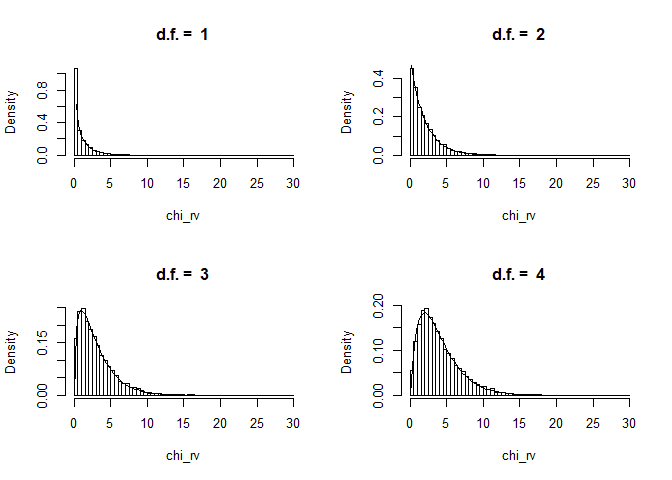 d.f. = 1
Density
0.0 0.4 0.8
0 5 10 15 20 25 30
chi_rv
d.f. = 2
Density
0.0 0.2 0.4
0 5 10 15 20 25 30
chi_rv
d.f. = 3
Density
0.00 0.15
0 5 10 15 20 25 30
chi_rv
d.f. = 4
Density
0.00 0.10 0.20
0 5 10 15 20 25 30
chi_rv